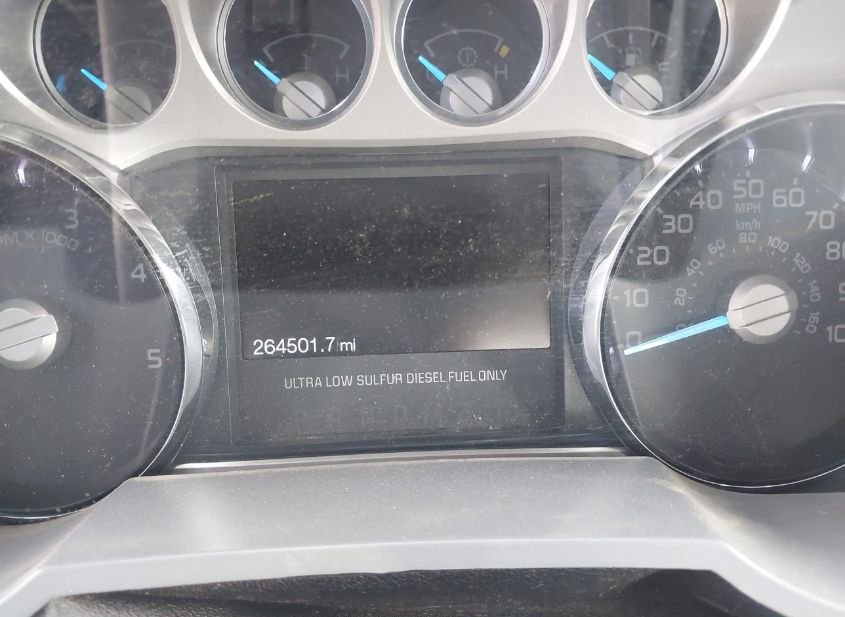 H
C H
F
3
RPM X 1000
4
5
264501.7 mi
ULTRA LOW SULFUR DIESEL FUEL ONLY
0 10 20 30 40 50 60 70
MPH
km/h
20 40 60 80 100 120 140 160